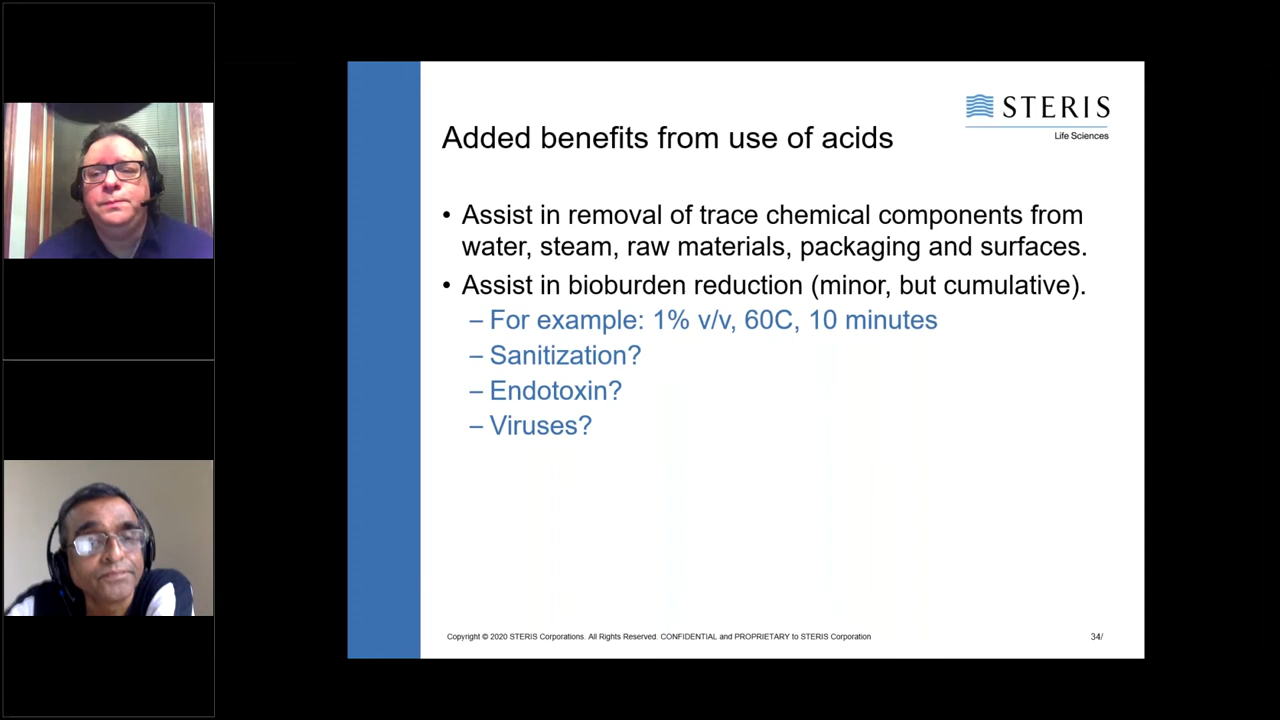 STERIS
Life Sciences
Added benefits from use of acids
• Assist in removal of trace chemical components from
water, steam, raw materials, packaging and surfaces.
• Assist in bioburden reduction (minor, but cumulative).
– For example: 1% v/v, 60C, 10 minutes
– Sanitization?
– Endotoxin?
– Viruses?
Copyright © 2020 STERIS Corporations. All Rights Reserved. CONFIDENTIAL and PROPRIETARY to STERIS Corporation
34/